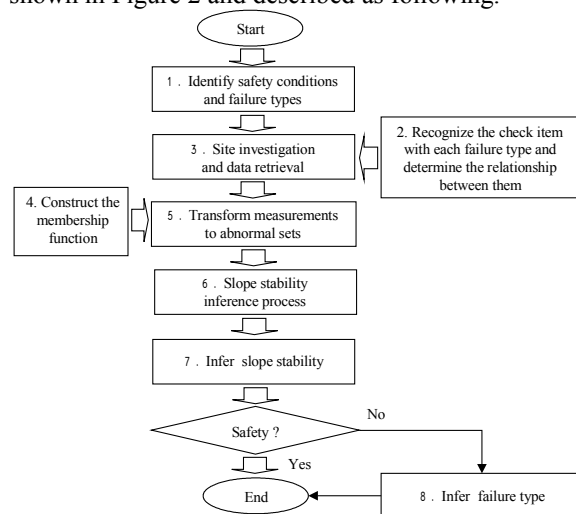 shown in Figure 2 and described as following.
Start
1 . Identify safety conditions
and failure types
2. Recognize the check item
with each failure type and
determine the relationship
between them
3 . Site investigation
and data retrieval
4. Construct the
membership
function
5 . Transform measurements
to abnormal sets
6 . Slope stability
inference process
7 . Infer slope stability
Safety ?
No
Yes
8 . Infer failure type
End